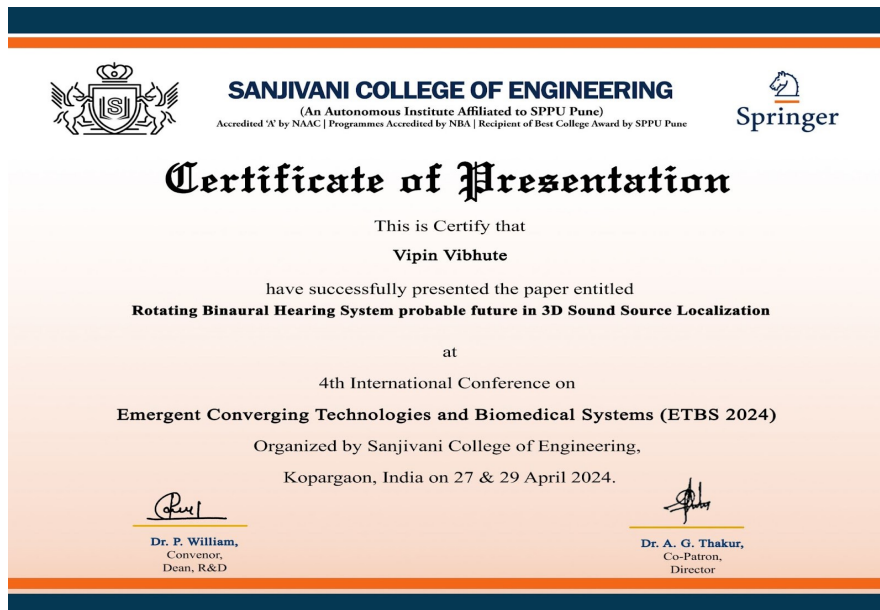 SANJIVANI COLLEGE OF ENGINEERING
(An Autonomous Institute Affiliated to SPPU Pune)
Accredited 'A' by NAAC | Programmes Accredited by NBA | Recipient of Best College Award by SPPU Pune
Springer
Certificate of Presentation
This is Certify that
Vipin Vibhute
have successfully presented the paper entitled
Rotating Binaural Hearing System probable future in 3D Sound Source Localization
at
4th International Conference on
Emergent Converging Technologies and Biomedical Systems (ETBS 2024)
Organized by Sanjivani College of Engineering,
Kopargaon, India on 27 & 29 April 2024.
Dr. P. William,
Convenor,
Dean, R&D
Dr. A. G. Thakur,
Co-Patron,
Director